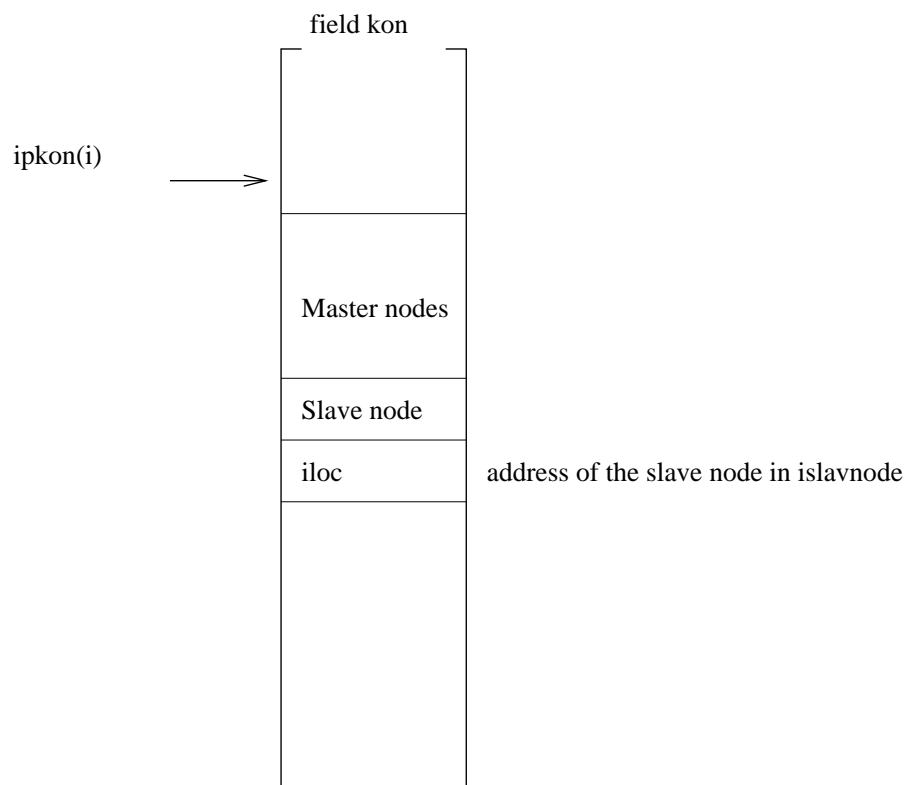 field kon
ipkon(i)
Master nodes
Slave node
iloc
address of the slave node in islavnode